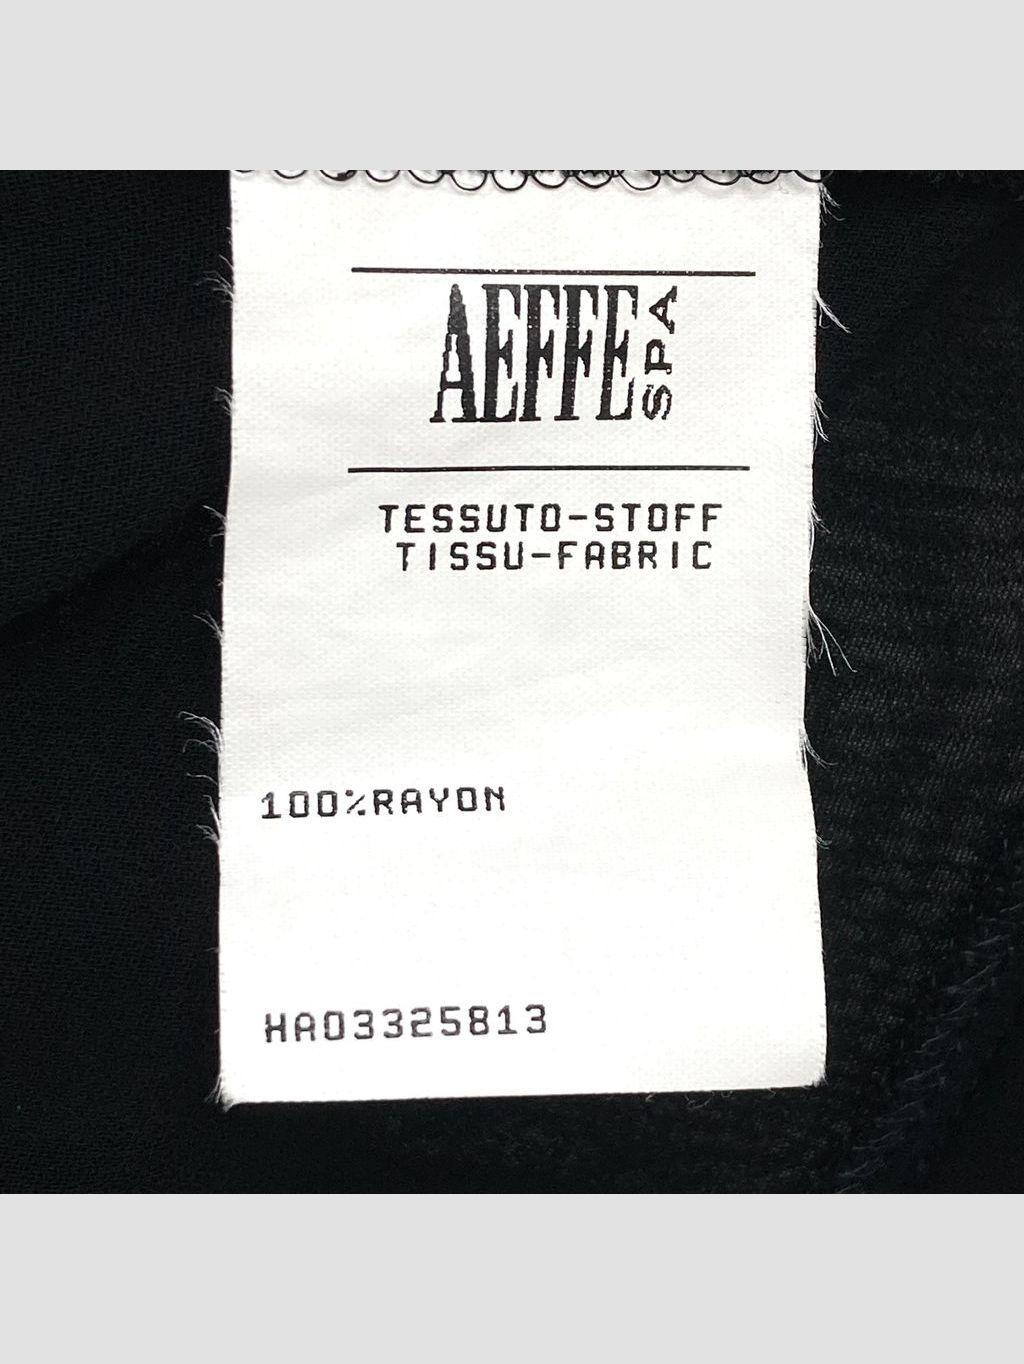 AEFFE SPA
TESSUTO-STOFF
TISSU-FABRIC
100%RAYON
HA03325813